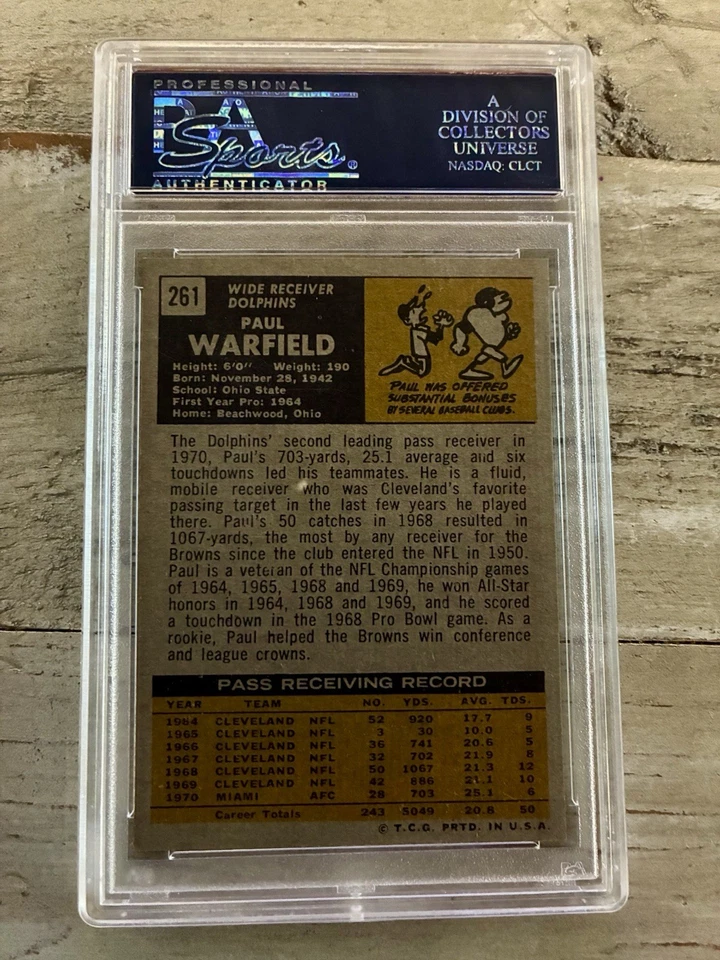 PROFESSIONAL
PSA
Sports®
AUTHENTICATOR
A
DIVISION OF
COLLECTORS
UNIVERSE
NASDAQ: CLCT
261
WIDE RECEIVER
DOLPHINS
PAUL
WARFIELD
Height: 6'0" Weight: 190
Born: November 28, 1942
School: Ohio State
First Year Pro: 1964
Home: Beachwood, Ohio
PAUL WAS OFFERED
SUBSTANTIAL BONUSES
BY SEVERAL BASEBALL CLUBS.
The Dolphins' second leading pass receiver in
1970, Paul's 703-yards, 25.1 average and six
touchdowns led his teammates. He is a fluid,
mobile receiver who was Cleveland's favorite
passing target in the last few years he played
there. Paul's 50 catches in 1968 resulted in
1067-yards, the most by any receiver for the
Browns since the club entered the NFL in 1950.
Paul is a veteran of the NFL Championship games
of 1964, 1965, 1968 and 1969, he won All-Star
honors in 1964, 1968 and 1969, and he scored
a touchdown in the 1968 Pro Bowl game. As a
rookie, Paul helped the Browns win conference
and league crowns.
PASS RECEIVING RECORD
YEAR TEAM NO. YDS. AVG. TDS.
1964 CLEVELAND NFL 52 920 17.7 9
1965 CLEVELAND NFL 3 30 10.0 5
1966 CLEVELAND NFL 36 741 20.6 5
1967 CLEVELAND NFL 32 702 21.9 8
1968 CLEVELAND NFL 50 1067 21.3 12
1969 CLEVELAND NFL 42 886 21.1 10
1970 MIAMI AFC 28 703 25.1 6
Career Totals 243 5049 20.8 50
© T.C.G. PRTD. IN U.S.A.